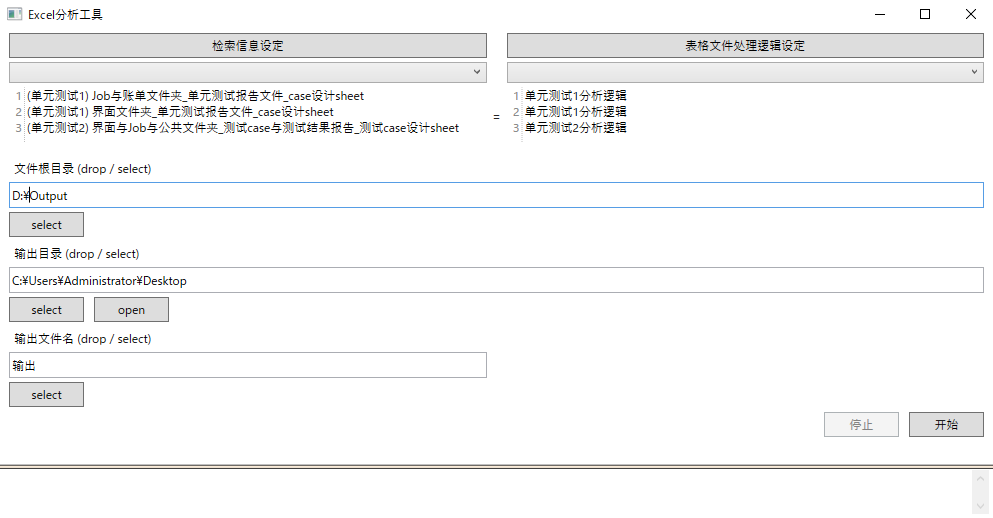 Excel分析工具
检索信息设定
表格文件处理逻辑设定
1 (单元测试1) Job与账单文件夹_单元测试报告文件_case设计sheet
2 (单元测试1) 界面文件夹_单元测试报告文件_case设计sheet
3 (单元测试2) 界面与Job与公共文件夹_测试case与测试结果报告_测试case设计sheet
=
1 单元测试1分析逻辑
2 单元测试1分析逻辑
3 单元测试2分析逻辑
文件根目录 (drop / select)
D:¥Output
select
输出目录 (drop / select)
C:¥Users¥Administrator¥Desktop
select open
输出文件名 (drop / select)
输出
select
停止 开始